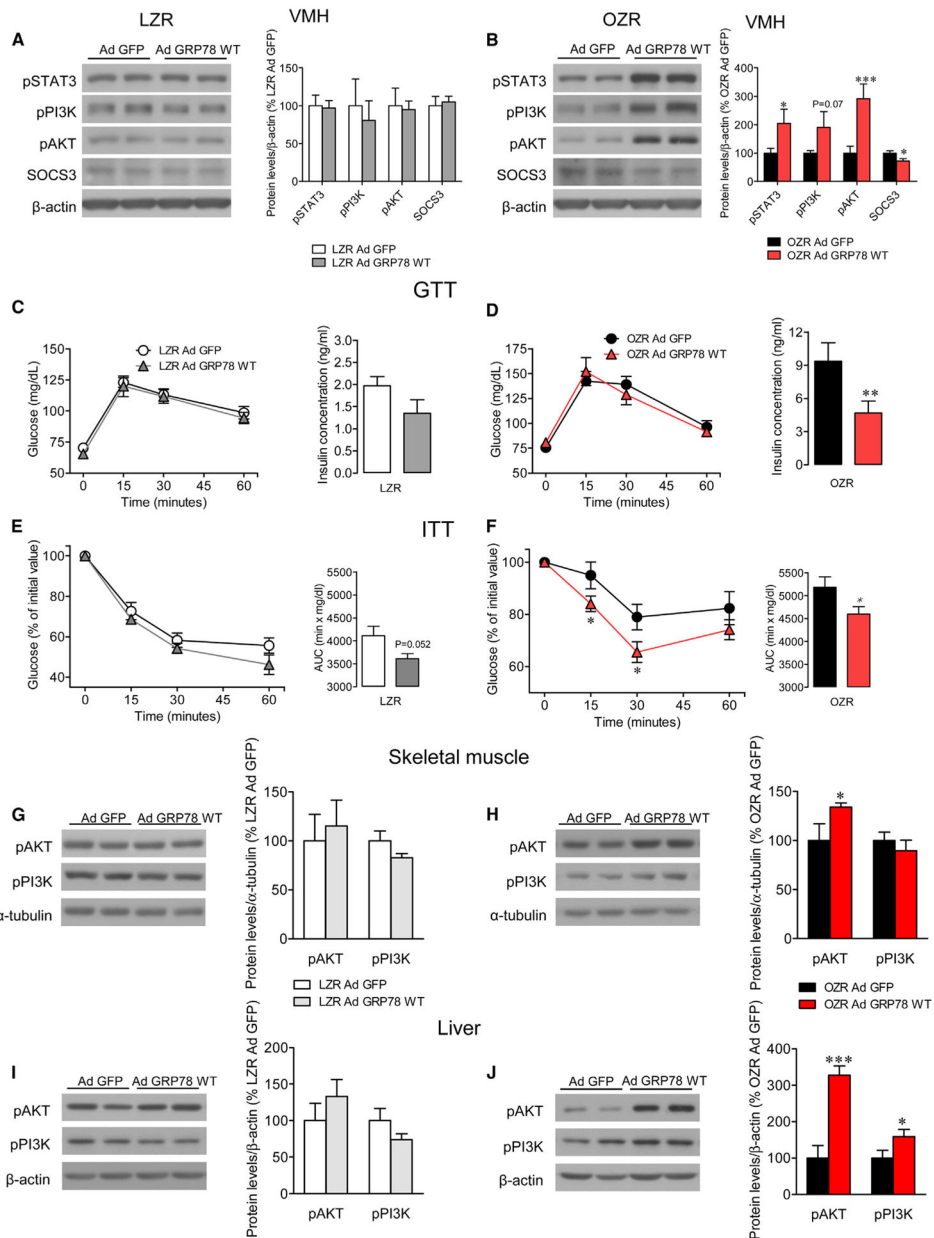 LZR
VMH
A
Ad GFP Ad GRP78 WT
pSTAT3
pPI3K
pAKT
SOCS3
β-actin
Protein levels/β-actin (% LZR Ad GFP)
150
100
50
0
pSTAT3 pPI3K pAKT SOCS3
LZR Ad GFP
LZR Ad GRP78 WT
OZR
VMH
B
Ad GFP Ad GRP78 WT
pSTAT3
pPI3K
pAKT
SOCS3
β-actin
Protein levels/β-actin (% OZR Ad GFP)
400
300
200
100
0
* P=0.07 *** *
pSTAT3 pPI3K pAKT SOCS3
OZR Ad GFP
OZR Ad GRP78 WT
GTT
C
LZR Ad GFP
LZR Ad GRP78 WT
Glucose (mg/dL)
150
125
100
75
50
0 15 30 45 60
Time (minutes)
Insulin concentration (ng/ml)
3.0
2.5
2.0
1.5
1.0
0.5
0.0
LZR
D
OZR Ad GFP
OZR Ad GRP78 WT
Glucose (mg/dL)
175
150
125
100
75
50
0 15 30 45 60
Time (minutes)
Insulin concentration (ng/ml)
12
9
6
3
0
**
OZR
ITT
E
Glucose (% of initial value)
100
80
60
40
0 15 30 45 60
Time (minutes)
AUC (min x mg/dl)
5500
5000
4500
4000
3500
3000
P=0.052
LZR
F
Glucose (% of initial value)
100
80
60
* *
0 15 30 45 60
Time (minutes)
AUC (min x mg/dl)
5500
5000
4500
4000
3500
3000
*
OZR
Skeletal muscle
G
Ad GFP Ad GRP78 WT
pAKT
pPI3K
α-tubulin
Protein levels/α-tubulin (% LZR Ad GFP)
150
100
50
0
pAKT pPI3K
LZR Ad GFP
LZR Ad GRP78 WT
H
Ad GFP Ad GRP78 WT
pAKT
pPI3K
α-tubulin
Protein levels/α-tubulin (% OZR Ad GFP)
150
100
50
0
*
pAKT pPI3K
OZR Ad GFP
OZR Ad GRP78 WT
Liver
I
Ad GFP Ad GRP78 WT
pAKT
pPI3K
β-actin
Protein levels/β-actin (% LZR Ad GFP)
200
150
100
50
0
pAKT pPI3K
J
Ad GFP Ad GRP78 WT
pAKT
pPI3K
β-actin
Protein levels/β-actin (% OZR Ad GFP)
400
300
200
100
0
*** *
pAKT pPI3K